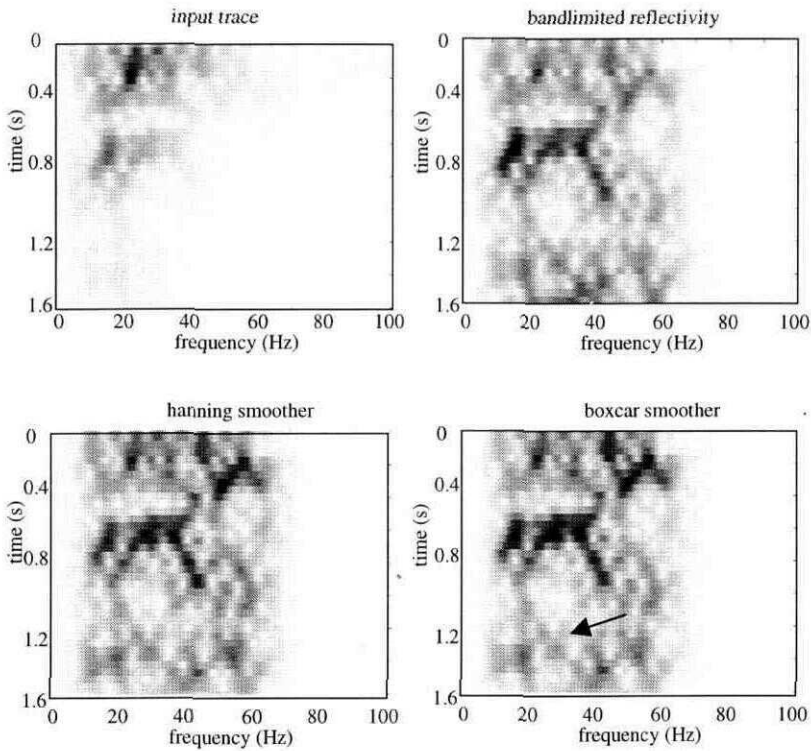 input trace
bandlimited reflectivity
0
0.4
0.8
1.2
1.6
time (s)
0 20 40 60 80 100
frequency (Hz)
0
0.4
0.8
1.2
1.6
time (s)
0 20 40 60 80 100
frequency (Hz)
hanning smoother
boxcar smoother
0
0.4
0.8
1.2
1.6
time (s)
0 20 40 60 80 100
frequency (Hz)
0
0.4
0.8
1.2
1.6
time (s)
0 20 40 60 80 100
frequency (Hz)